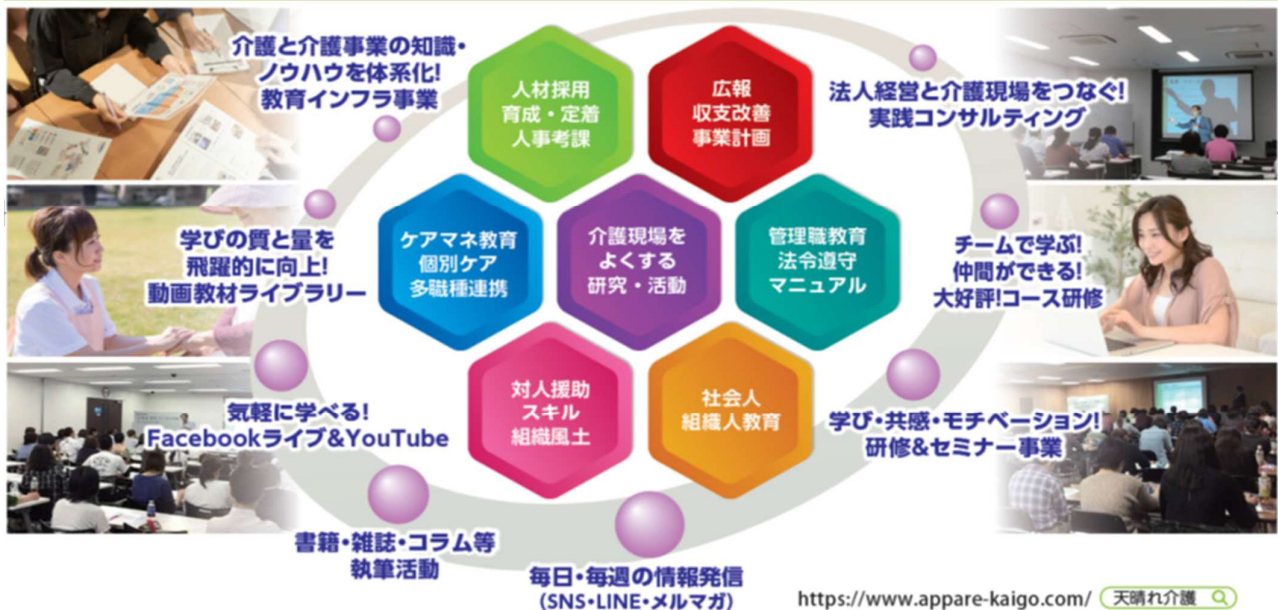 介護と介護事業の知識・
ノウハウを体系化!
教育インフラ事業
人材採用
育成・定着
人事考課
広報
収支改善
事業計画
法人経営と介護現場をつなぐ!
実践コンサルティング
学びの質と量を
飛躍的に向上!
動画教材ライブラリー
ケアマネ教育
個別ケア
多職種連携
介護現場を
よくする
研究・活動
管理職教育
法令遵守
マニュアル
チームで学ぶ!
仲間ができる!
大好評!コース研修
気軽に学べる!
Facebookライブ&YouTube
対人援助
スキル
組織風土
社会人
組織人教育
学び・共感・モチベーション!
研修&セミナー事業
書籍・雑誌・コラム等
執筆活動
毎日・毎週の情報発信
(SNS・LINE・メルマガ)
https://www.appare-kaigo.com/ 天晴れ介護